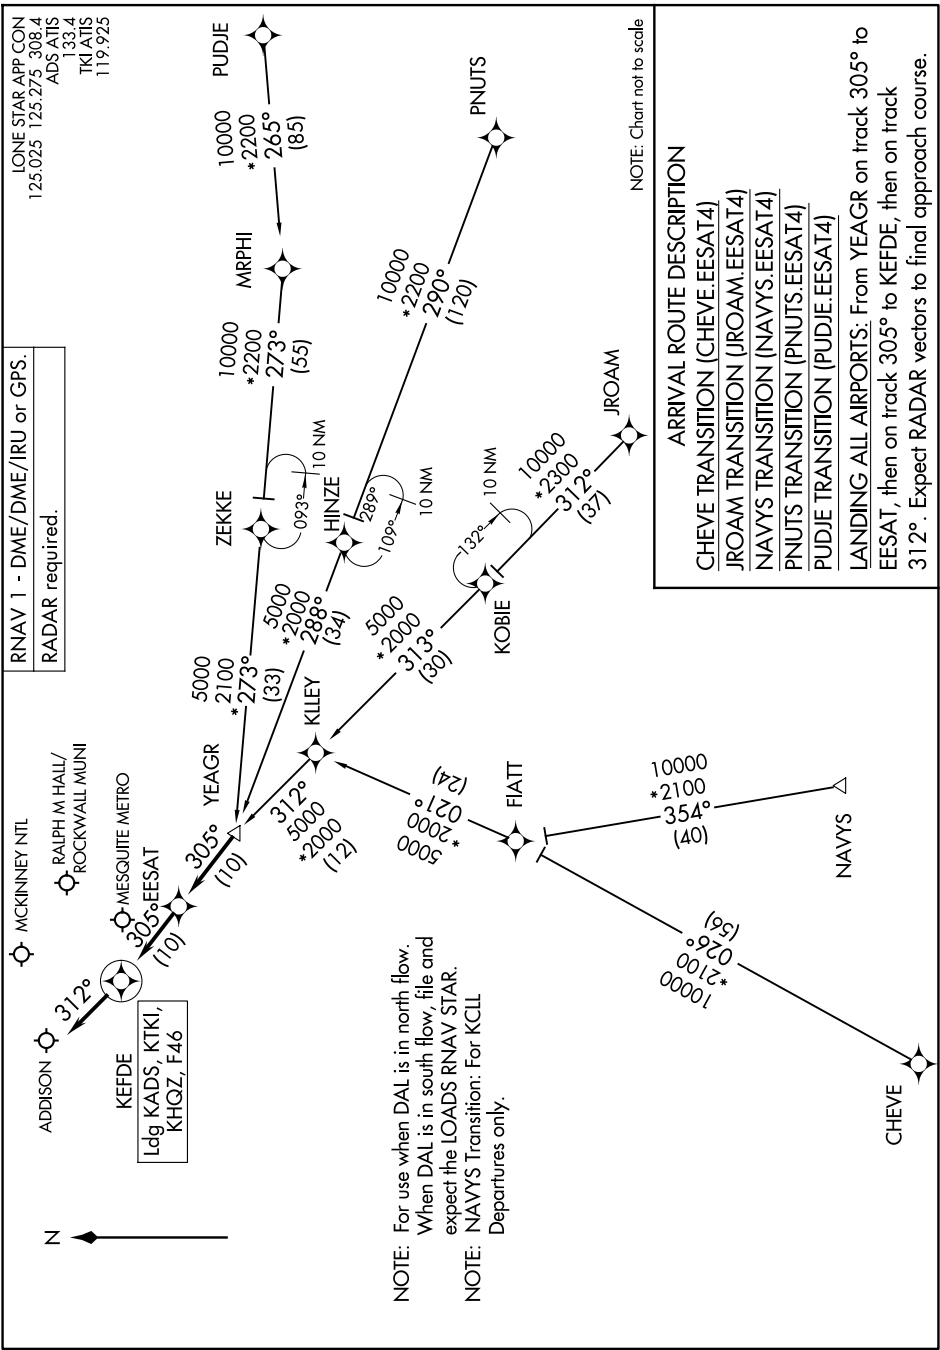 RNAV 1 - DME/DME/IRU or GPS.
RADAR required.
LONE STAR APP CON
125.025 125.275 308.4
ADS ATIS
133.4
TKI ATIS
119.925
N
ADDISON
MCKINNEY NTL
RALPH M HALL/
ROCKWALL MUNI
MESQUITE METRO
312°
KEFDE
Ldg KADS, KTKI,
KHQZ, F46
305°
(10)
EESAT
305°
(10)
YEAGR
5000
2100
*273°
(33)
ZEKKE
093°
10 NM
10000
*2200
273°
(55)
MRPHI
10000
*2200
265°
(85)
PUDJE
5000
*2000
288°
(34)
HINZE
289°
109°
10 NM
10000
*2200
290°
(120)
PNUTS
312°
5000
*2000
(12)
KLLEY
5000
*2000
313°
(30)
KOBIE
132°
10 NM
10000
*2300
312°
(37)
JROAM
(24)
021°
*2000
5000
FIATT
10000
*2100
354°
(40)
NAVYS
(56)
026°
*2100
10000
CHEVE
NOTE: For use when DAL is in north flow.
When DAL is in south flow, file and
expect the LOADS RNAV STAR.
NOTE: NAVYS Transition: For KCLL
Departures only.
NOTE: Chart not to scale
ARRIVAL ROUTE DESCRIPTION
CHEVE TRANSITION (CHEVE.EESAT4)
JROAM TRANSITION (JROAM.EESAT4)
NAVYS TRANSITION (NAVYS.EESAT4)
PNUTS TRANSITION (PNUTS.EESAT4)
PUDJE TRANSITION (PUDJE.EESAT4)
LANDING ALL AIRPORTS: From YEAGR on track 305° to
EESAT, then on track 305° to KEFDE, then on track
312°. Expect RADAR vectors to final approach course.